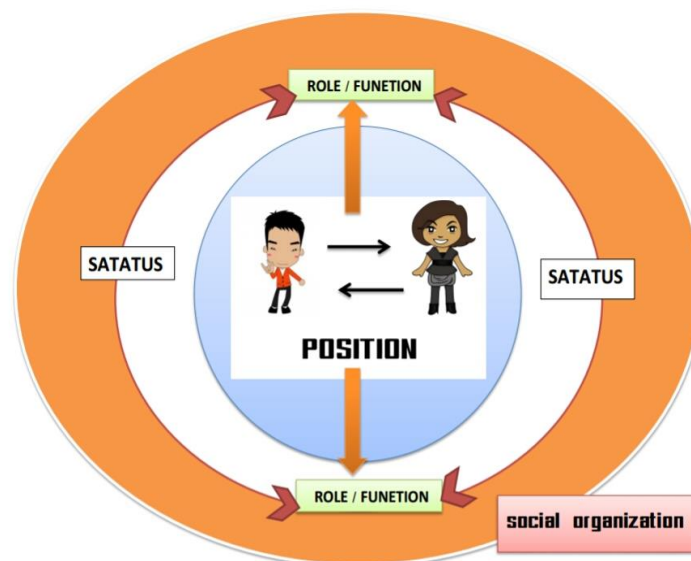 ROLE / FUNETION
SATATUS
SATATUS
POSITION
ROLE / FUNETION
social organization